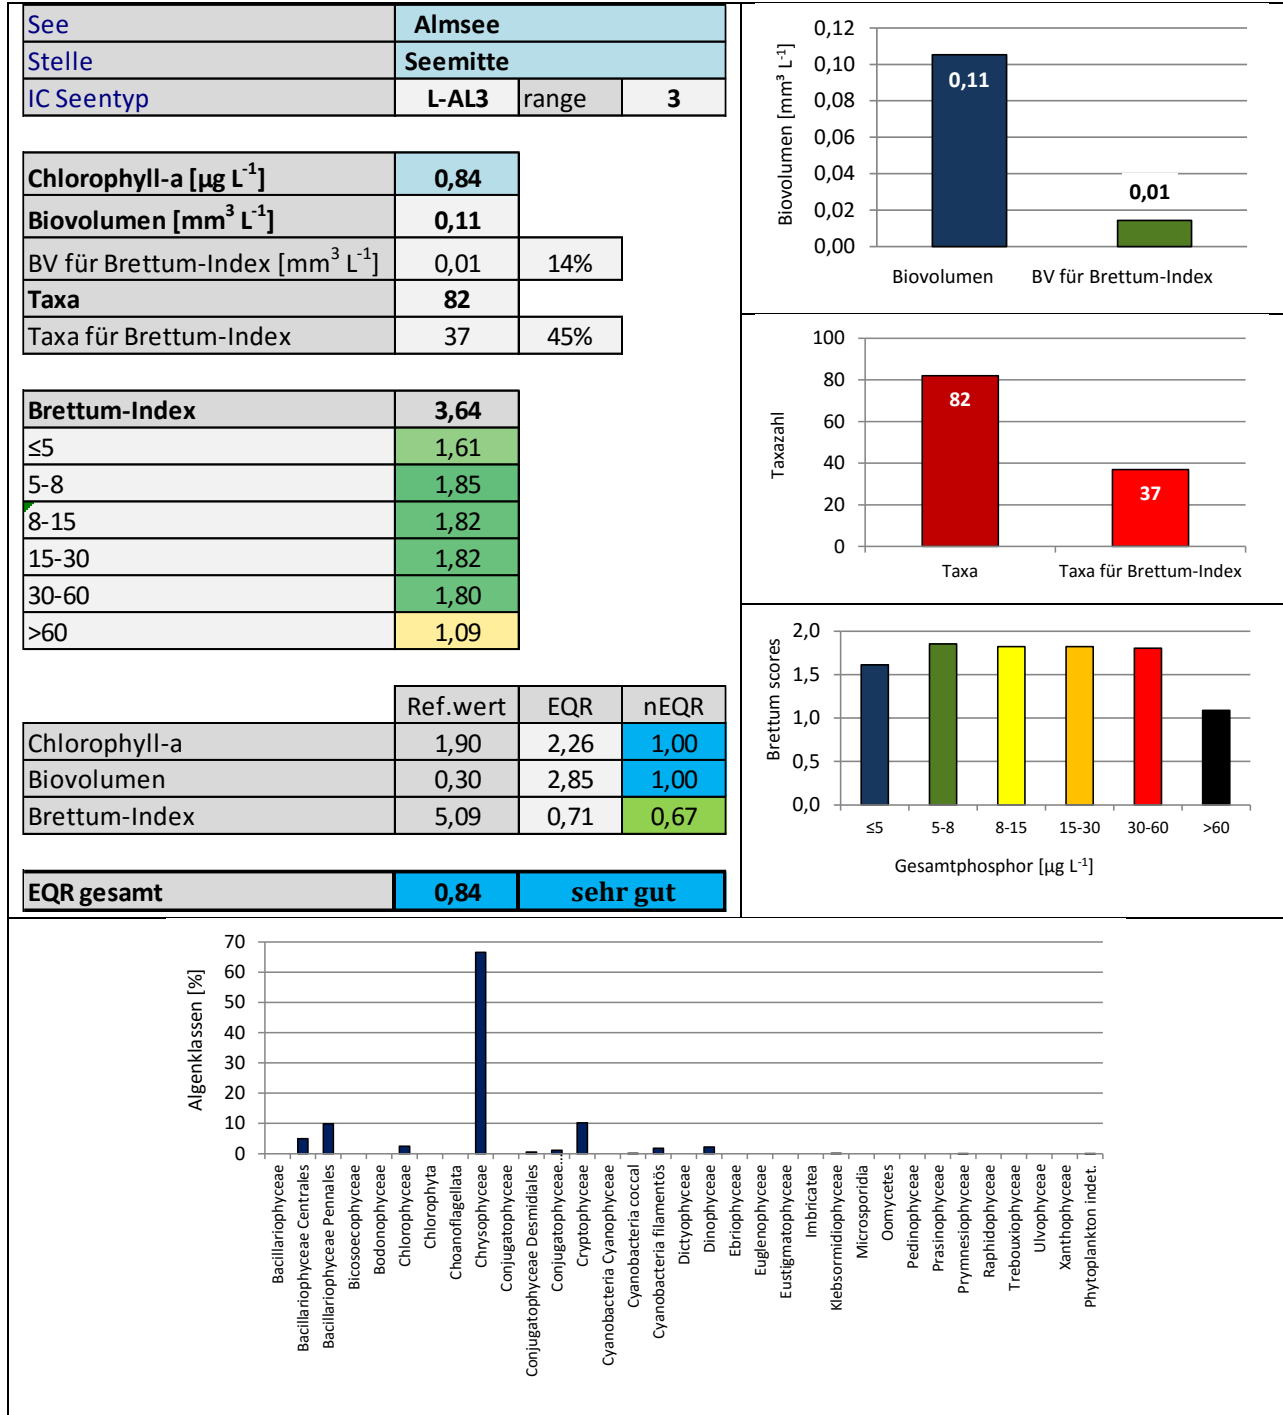 See Almsee
Stelle Seemitte
IC Seentyp L-AL3 range 3
Chlorophyll-a [µg L⁻¹] 0,84
Biovolumen [mm³ L⁻¹] 0,11
BV für Brettum-Index [mm³ L⁻¹] 0,01 14%
Taxa 82
Taxa für Brettum-Index 37 45%
Brettum-Index 3,64
≤5 1,61
5-8 1,85
8-15 1,82
15-30 1,82
30-60 1,80
>60 1,09
Ref.wert EQR nEQR
Chlorophyll-a 1,90 2,26 1,00
Biovolumen 0,30 2,85 1,00
Brettum-Index 5,09 0,71 0,67
EQR gesamt 0,84 sehr gut
Biovolumen [mm³ L⁻¹]
0,12
0,10
0,08
0,06
0,04
0,02
0,00
0,11
0,01
Biovolumen BV für Brettum-Index
Taxazahl
100
80
60
40
20
0
82
37
Taxa Taxa für Brettum-Index
Brettum scores
2,0
1,5
1,0
0,5
0,0
≤5 5-8 8-15 15-30 30-60 >60
Gesamtphosphor [µg L⁻¹]
Algenklassen [%]
70
60
50
40
30
20
10
0
Bacillariophyceae
Bacillariophyceae Centrales
Bacillariophyceae Pennales
Bicosoecophyceae
Bodonophyceae
Chlorophyceae
Chlorophyta
Choanoflagellata
Chrysophyceae
Conjugatophyceae
Conjugatophyceae Desmidiales
Conjugatophyceae...
Cryptophyceae
Cyanobacteria Cyanophyceae
Cyanobacteria coccal
Cyanobacteria filamentös
Dictyophyceae
Dinophyceae
Ebriophyceae
Euglenophyceae
Eustigmatophyceae
Imbricatea
Klebsormidiophyceae
Microsporidia
Oomycetes
Pedinophyceae
Prasinophyceae
Prymnesiophyceae
Raphidophyceae
Trebouxiophyceae
Ulvophyceae
Xanthophyceae
Phytoplankton indet.